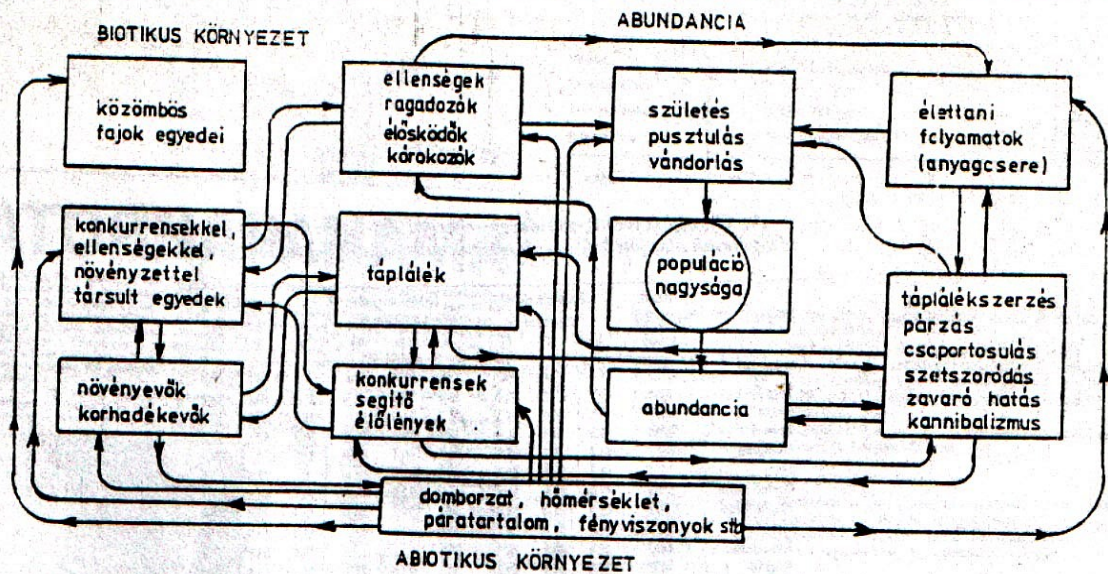 BIOTIKUS KÖRNYEZET
ABUNDANCIA
közömbös
fajok egyedei
ellenségek
ragadozók
élősködők
kórokozók
születés
pusztulás
vándorlás
élettani
folyamatok
(anyagcsere)
konkurrensekkel,
ellenségekkel,
növényzettel
társult egyedek
táplálék
populáció
nagysága
táplálékszerzés
párzás
csoportosulás
szétszóródás
zavaró hatás
kannibalizmus
növényevők
korhadékevők
konkurrensek
segítő
élőlények
abundancia
domborzat, hőmérséklet,
páratartalom, fényviszonyok stb
ABIOTIKUS KÖRNYEZET